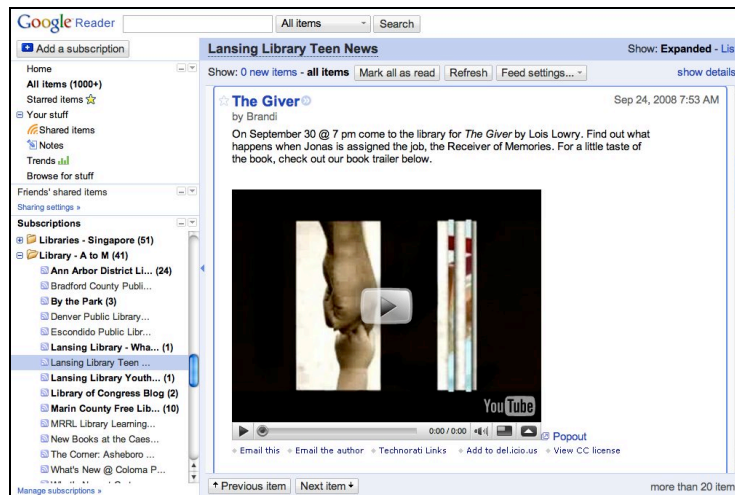 Google Reader
All items
Search
Add a subscription
Home
All items (1000+)
Starred items
Your stuff
Shared items
Notes
Trends
Browse for stuff
Friends' shared items
Sharing settings »
Subscriptions
Libraries - Singapore (51)
Library - A to M (41)
Ann Arbor District Li... (24)
Bradford County Publi...
By the Park (3)
Denver Public Library...
Escondido Public Libr...
Lansing Library - Wha... (1)
Lansing Library Teen ...
Lansing Library Youth... (1)
Library of Congress Blog (2)
Marin County Free Lib... (10)
MRRL Library Learning...
New Books at the Caes...
The Corner: Asheboro ...
What's New @ Coloma P...
Manage subscriptions »
Lansing Library Teen News
Show: Expanded - Lis
Show: 0 new items - all items Mark all as read Refresh Feed settings... show details
The Giver
Sep 24, 2008 7:53 AM
by Brandi
On September 30 @ 7 pm come to the library for The Giver by Lois Lowry. Find out what
happens when Jonas is assigned the job, the Receiver of Memories. For a little taste of
the book, check out our book trailer below.
YouTube
0:00 / 0:00
Popout
Email this Email the author Technorati Links Add to del.icio.us View CC license
Previous item Next item more than 20 item